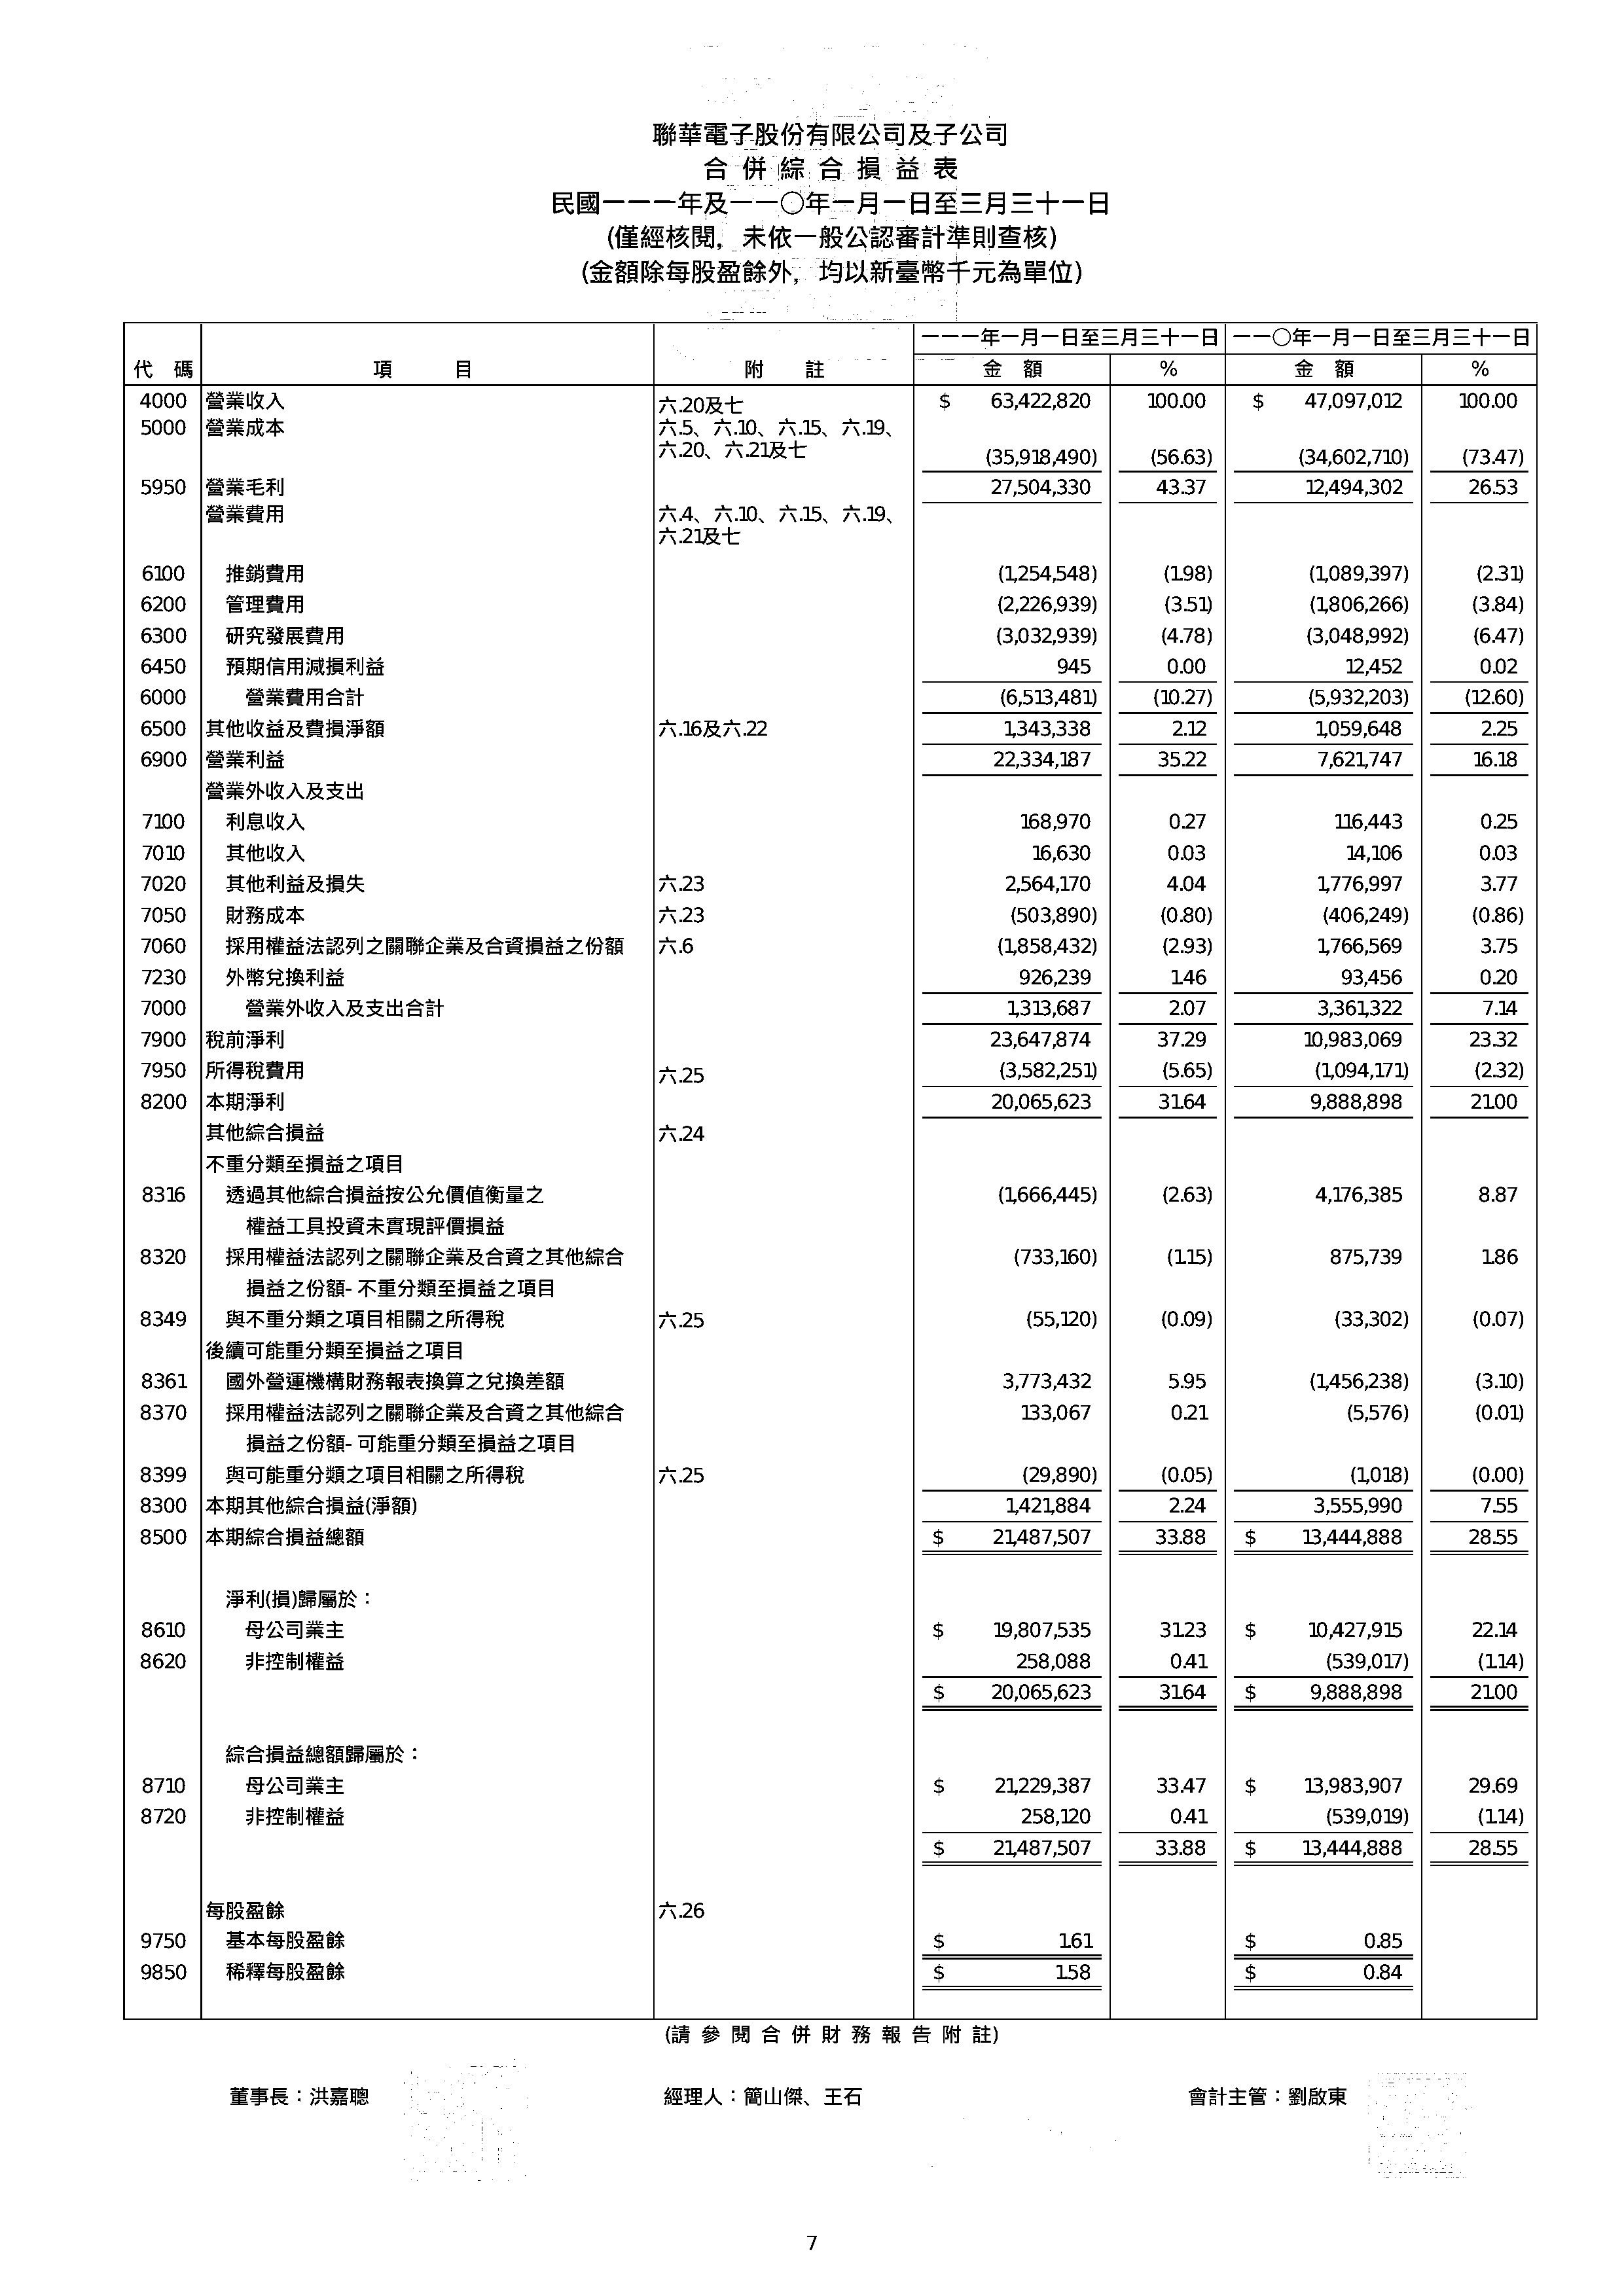 聯華電子股份有限公司及子公司
合併綜合損益表
民國一一一年及一一〇年一月一日至三月三十一日
(僅經核閱，未依一般公認審計準則查核)
(金額除每股盈餘外，均以新臺幣千元為單位)
一一一年一月一日至三月三十一日 一一〇年一月一日至三月三十一日
代 碼 項 目 附 註 金 額 % 金 額 %
4000 營業收入 六.20及七 $ 63,422,820 100.00 $ 47,097,012 100.00
5000 營業成本 六.5、六.10、六.15、六.19、
六.20、六.21及七 (35,918,490) (56.63) (34,602,710) (73.47)
5950 營業毛利 27,504,330 43.37 12,494,302 26.53
營業費用 六.4、六.10、六.15、六.19、
六.21及七
6100 推銷費用 (1,254,548) (1.98) (1,089,397) (2.31)
6200 管理費用 (2,226,939) (3.51) (1,806,266) (3.84)
6300 研究發展費用 (3,032,939) (4.78) (3,048,992) (6.47)
6450 預期信用減損利益 945 0.00 12,452 0.02
6000 營業費用合計 (6,513,481) (10.27) (5,932,203) (12.60)
6500 其他收益及費損淨額 六.16及六.22 1,343,338 2.12 1,059,648 2.25
6900 營業利益 22,334,187 35.22 7,621,747 16.18
營業外收入及支出
7100 利息收入 168,970 0.27 116,443 0.25
7010 其他收入 16,630 0.03 14,106 0.03
7020 其他利益及損失 六.23 2,564,170 4.04 1,776,997 3.77
7050 財務成本 六.23 (503,890) (0.80) (406,249) (0.86)
7060 採用權益法認列之關聯企業及合資損益之份額 六.6 (1,858,432) (2.93) 1,766,569 3.75
7230 外幣兌換利益 926,239 1.46 93,456 0.20
7000 營業外收入及支出合計 1,313,687 2.07 3,361,322 7.14
7900 稅前淨利 23,647,874 37.29 10,983,069 23.32
7950 所得稅費用 六.25 (3,582,251) (5.65) (1,094,171) (2.32)
8200 本期淨利 20,065,623 31.64 9,888,898 21.00
其他綜合損益 六.24
不重分類至損益之項目
8316 透過其他綜合損益按公允價值衡量之 (1,666,445) (2.63) 4,176,385 8.87
權益工具投資未實現評價損益
8320 採用權益法認列之關聯企業及合資之其他綜合 (733,160) (1.15) 875,739 1.86
損益之份額-不重分類至損益之項目
8349 與不重分類之項目相關之所得稅 六.25 (55,120) (0.09) (33,302) (0.07)
後續可能重分類至損益之項目
8361 國外營運機構財務報表換算之兌換差額 3,773,432 5.95 (1,456,238) (3.10)
8370 採用權益法認列之關聯企業及合資之其他綜合 133,067 0.21 (5,576) (0.01)
損益之份額-可能重分類至損益之項目
8399 與可能重分類之項目相關之所得稅 六.25 (29,890) (0.05) (1,018) (0.00)
8300 本期其他綜合損益(淨額) 1,421,884 2.24 3,555,990 7.55
8500 本期綜合損益總額 $ 21,487,507 33.88 $ 13,444,888 28.55
淨利(損)歸屬於：
8610 母公司業主 $ 19,807,535 31.23 $ 10,427,915 22.14
8620 非控制權益 258,088 0.41 (539,017) (1.14)
$ 20,065,623 31.64 $ 9,888,898 21.00
綜合損益總額歸屬於：
8710 母公司業主 $ 21,229,387 33.47 $ 13,983,907 29.69
8720 非控制權益 258,120 0.41 (539,019) (1.14)
$ 21,487,507 33.88 $ 13,444,888 28.55
每股盈餘 六.26
9750 基本每股盈餘 $ 1.61 $ 0.85
9850 稀釋每股盈餘 $ 1.58 $ 0.84
(請參閱合併財務報告附註)
董事長：洪嘉聰 經理人：簡山傑、王石 會計主管：劉啟東
7